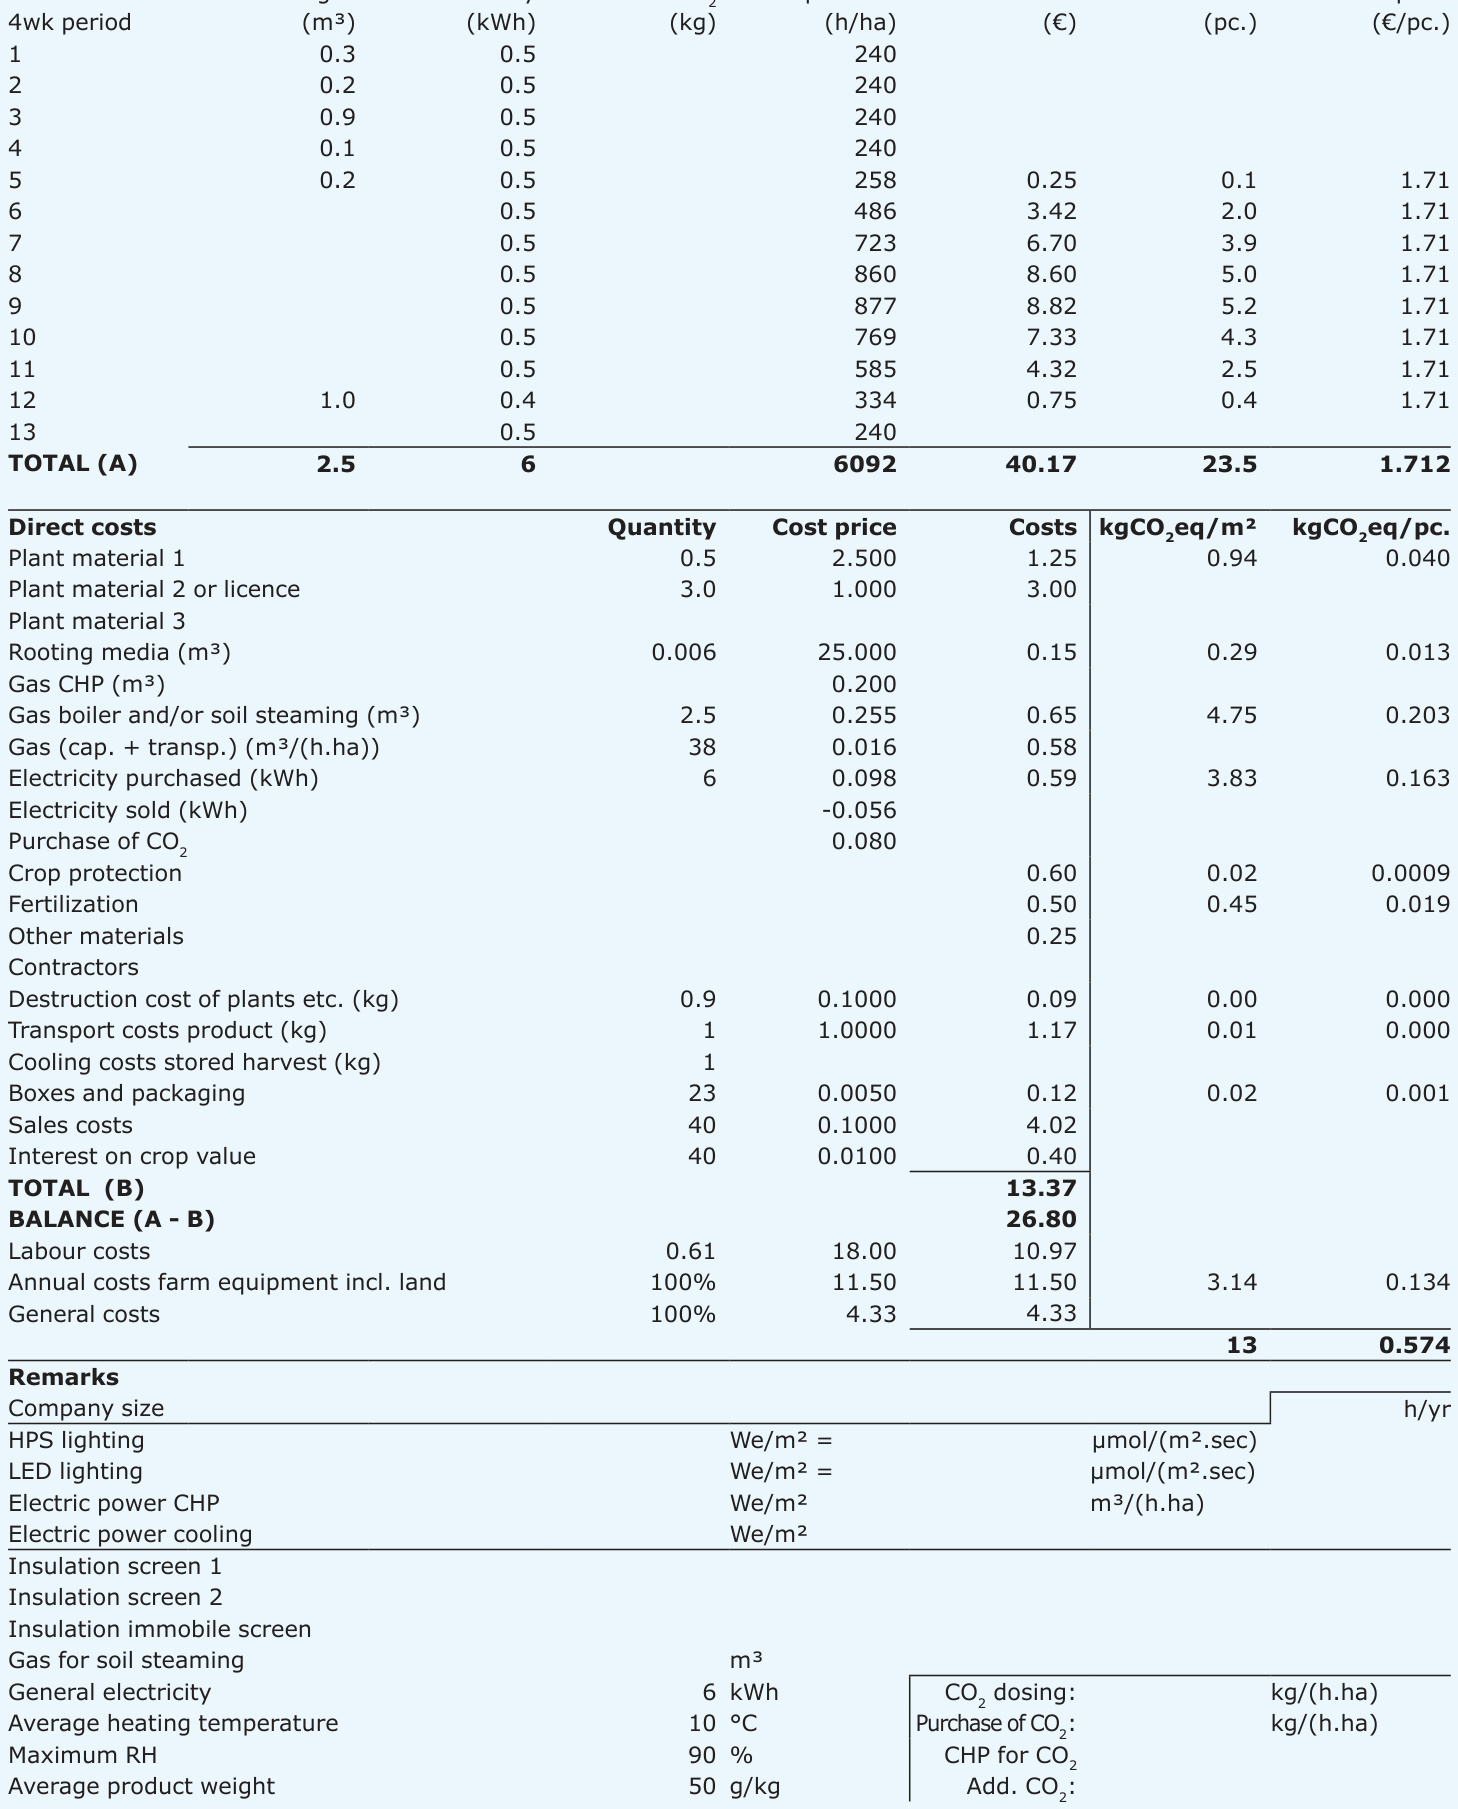 4wk period (m³) (kWh) (kg) (h/ha) (€) (pc.) (€/pc.)
1 0.3 0.5 240
2 0.2 0.5 240
3 0.9 0.5 240
4 0.1 0.5 240
5 0.2 0.5 258 0.25 0.1 1.71
6 0.5 486 3.42 2.0 1.71
7 0.5 723 6.70 3.9 1.71
8 0.5 860 8.60 5.0 1.71
9 0.5 877 8.82 5.2 1.71
10 0.5 769 7.33 4.3 1.71
11 0.5 585 4.32 2.5 1.71
12 1.0 0.4 334 0.75 0.4 1.71
13 0.5 240
TOTAL (A) 2.5 6 6092 40.17 23.5 1.712
Direct costs Quantity Cost price Costs kgCO₂eq/m² kgCO₂eq/pc.
Plant material 1 0.5 2.500 1.25 0.94 0.040
Plant material 2 or licence 3.0 1.000 3.00
Plant material 3
Rooting media (m³) 0.006 25.000 0.15 0.29 0.013
Gas CHP (m³) 0.200
Gas boiler and/or soil steaming (m³) 2.5 0.255 0.65 4.75 0.203
Gas (cap. + transp.) (m³/(h.ha)) 38 0.016 0.58
Electricity purchased (kWh) 6 0.098 0.59 3.83 0.163
Electricity sold (kWh) -0.056
Purchase of CO₂ 0.080
Crop protection 0.60 0.02 0.0009
Fertilization 0.50 0.45 0.019
Other materials 0.25
Contractors
Destruction cost of plants etc. (kg) 0.9 0.1000 0.09 0.00 0.000
Transport costs product (kg) 1 1.0000 1.17 0.01 0.000
Cooling costs stored harvest (kg) 1
Boxes and packaging 23 0.0050 0.12 0.02 0.001
Sales costs 40 0.1000 4.02
Interest on crop value 40 0.0100 0.40
TOTAL (B) 13.37
BALANCE (A - B) 26.80
Labour costs 0.61 18.00 10.97
Annual costs farm equipment incl. land 100% 11.50 11.50 3.14 0.134
General costs 100% 4.33 4.33
13 0.574
Remarks
Company size h/yr
HPS lighting We/m² = µmol/(m².sec)
LED lighting We/m² = µmol/(m².sec)
Electric power CHP We/m² m³/(h.ha)
Electric power cooling We/m²
Insulation screen 1
Insulation screen 2
Insulation immobile screen
Gas for soil steaming m³
General electricity 6 kWh CO₂ dosing: kg/(h.ha)
Average heating temperature 10 °C Purchase of CO₂: kg/(h.ha)
Maximum RH 90 % CHP for CO₂
Average product weight 50 g/kg Add. CO₂: